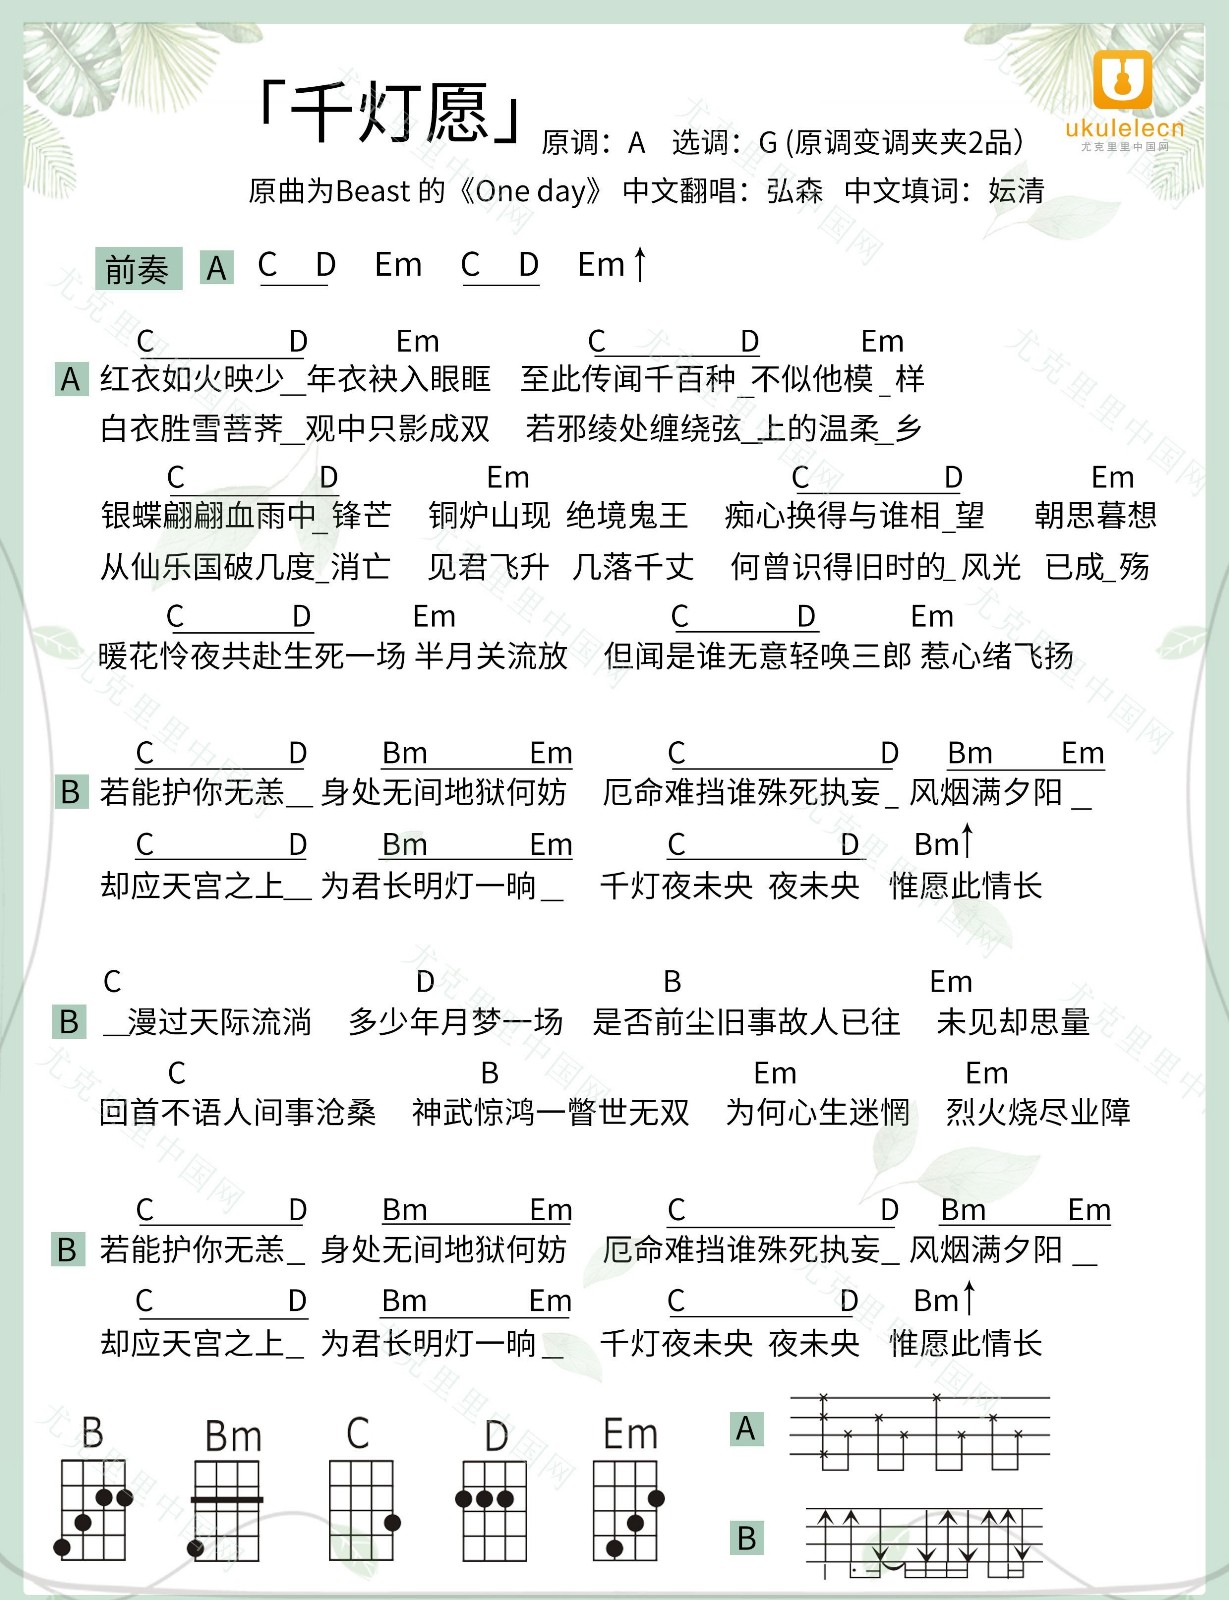 「千灯愿」
原调：A 选调：G (原调变调夹夹2品）
ukulelecn
尤克里里中国网
原曲为Beast 的《One day》 中文翻唱：弘森 中文填词：妘清
前奏 A C D Em C D Em↑
C D Em C D Em
A 红衣如火映少__年衣袂入眼眶 至此传闻千百种_不似他模_样
白衣胜雪菩荠__观中只影成双 若邪绫处缠绕弦__上的温柔_乡
C D Em C D Em
银蝶翩翩血雨中_锋芒 铜炉山现 绝境鬼王 痴心换得与谁相_望 朝思暮想
从仙乐国破几度_消亡 见君飞升 几落千丈 何曾识得旧时的_风光 已成_殇
C D Em C D Em
暖花怜夜共赴生死一场 半月关流放 但闻是谁无意轻唤三郎 惹心绪飞扬
C D Bm Em C D Bm Em
B 若能护你无恙__ 身处无间地狱何妨 厄命难挡谁殊死执妄_ 风烟满夕阳 __
C D Bm Em C D Bm↑
却应天宫之上__ 为君长明灯一晌__ 千灯夜未央 夜未央 惟愿此情长
C D B Em
B __漫过天际流淌 多少年月梦一场 是否前尘旧事故人已往 未见却思量
C B Em Em
回首不语人间事沧桑 神武惊鸿一瞥世无双 为何心生迷惘 烈火烧尽业障
C D Bm Em C D Bm Em
B 若能护你无恙_ 身处无间地狱何妨 厄命难挡谁殊死执妄_ 风烟满夕阳 __
C D Bm Em C D Bm↑
却应天宫之上_ 为君长明灯一晌__ 千灯夜未央 夜未央 惟愿此情长
B Bm C D Em
A
B